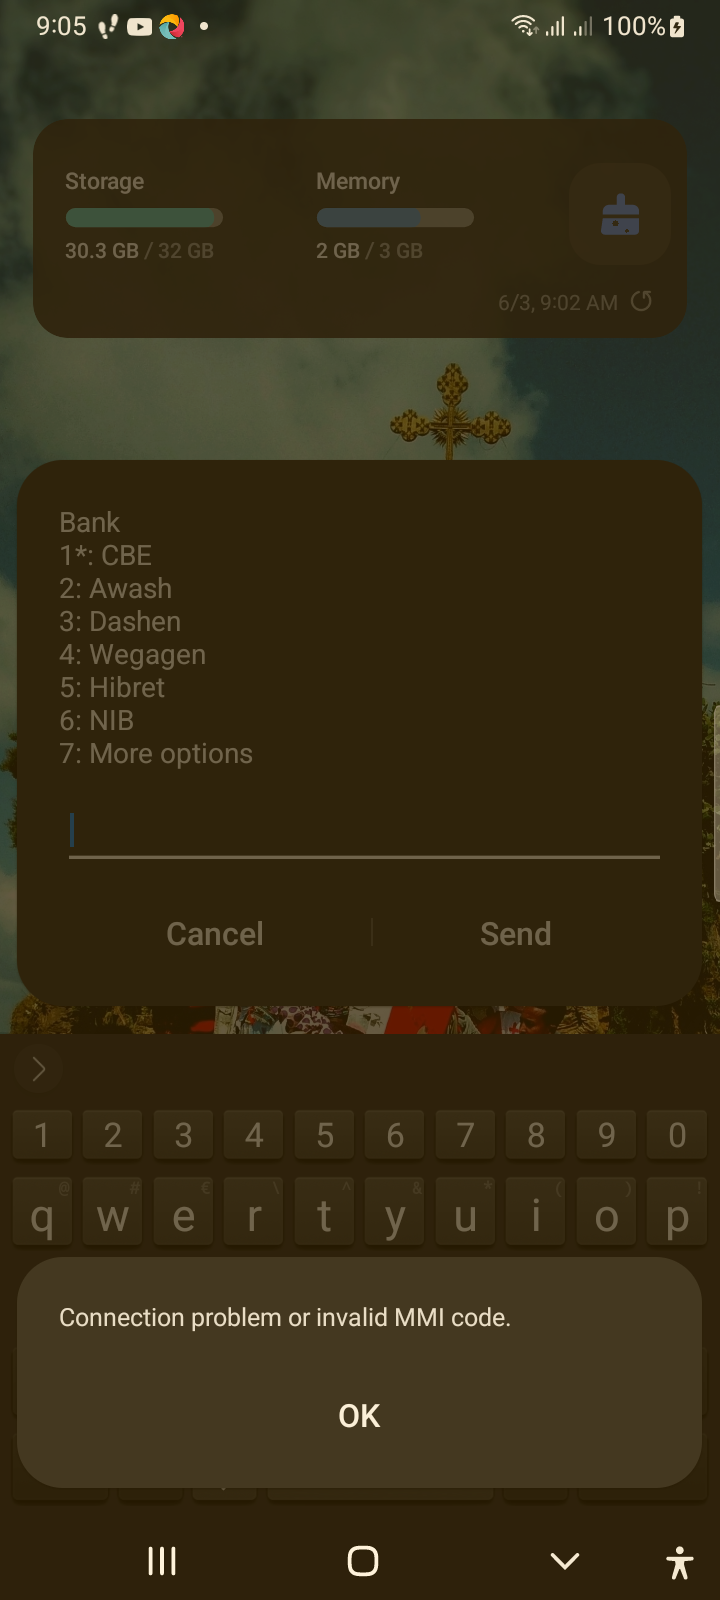 9:05 100%
Storage Memory
30.3 GB / 32 GB 2 GB / 3 GB
6/3, 9:02 AM
Bank
1*: CBE
2: Awash
3: Dashen
4: Wegagen
5: Hibret
6: NIB
7: More options
Cancel Send
1 2 3 4 5 6 7 8 9 0
@ # € \ ^ & * ( ) !
q w e r t y u i o p
Connection problem or invalid MMI code.
OK